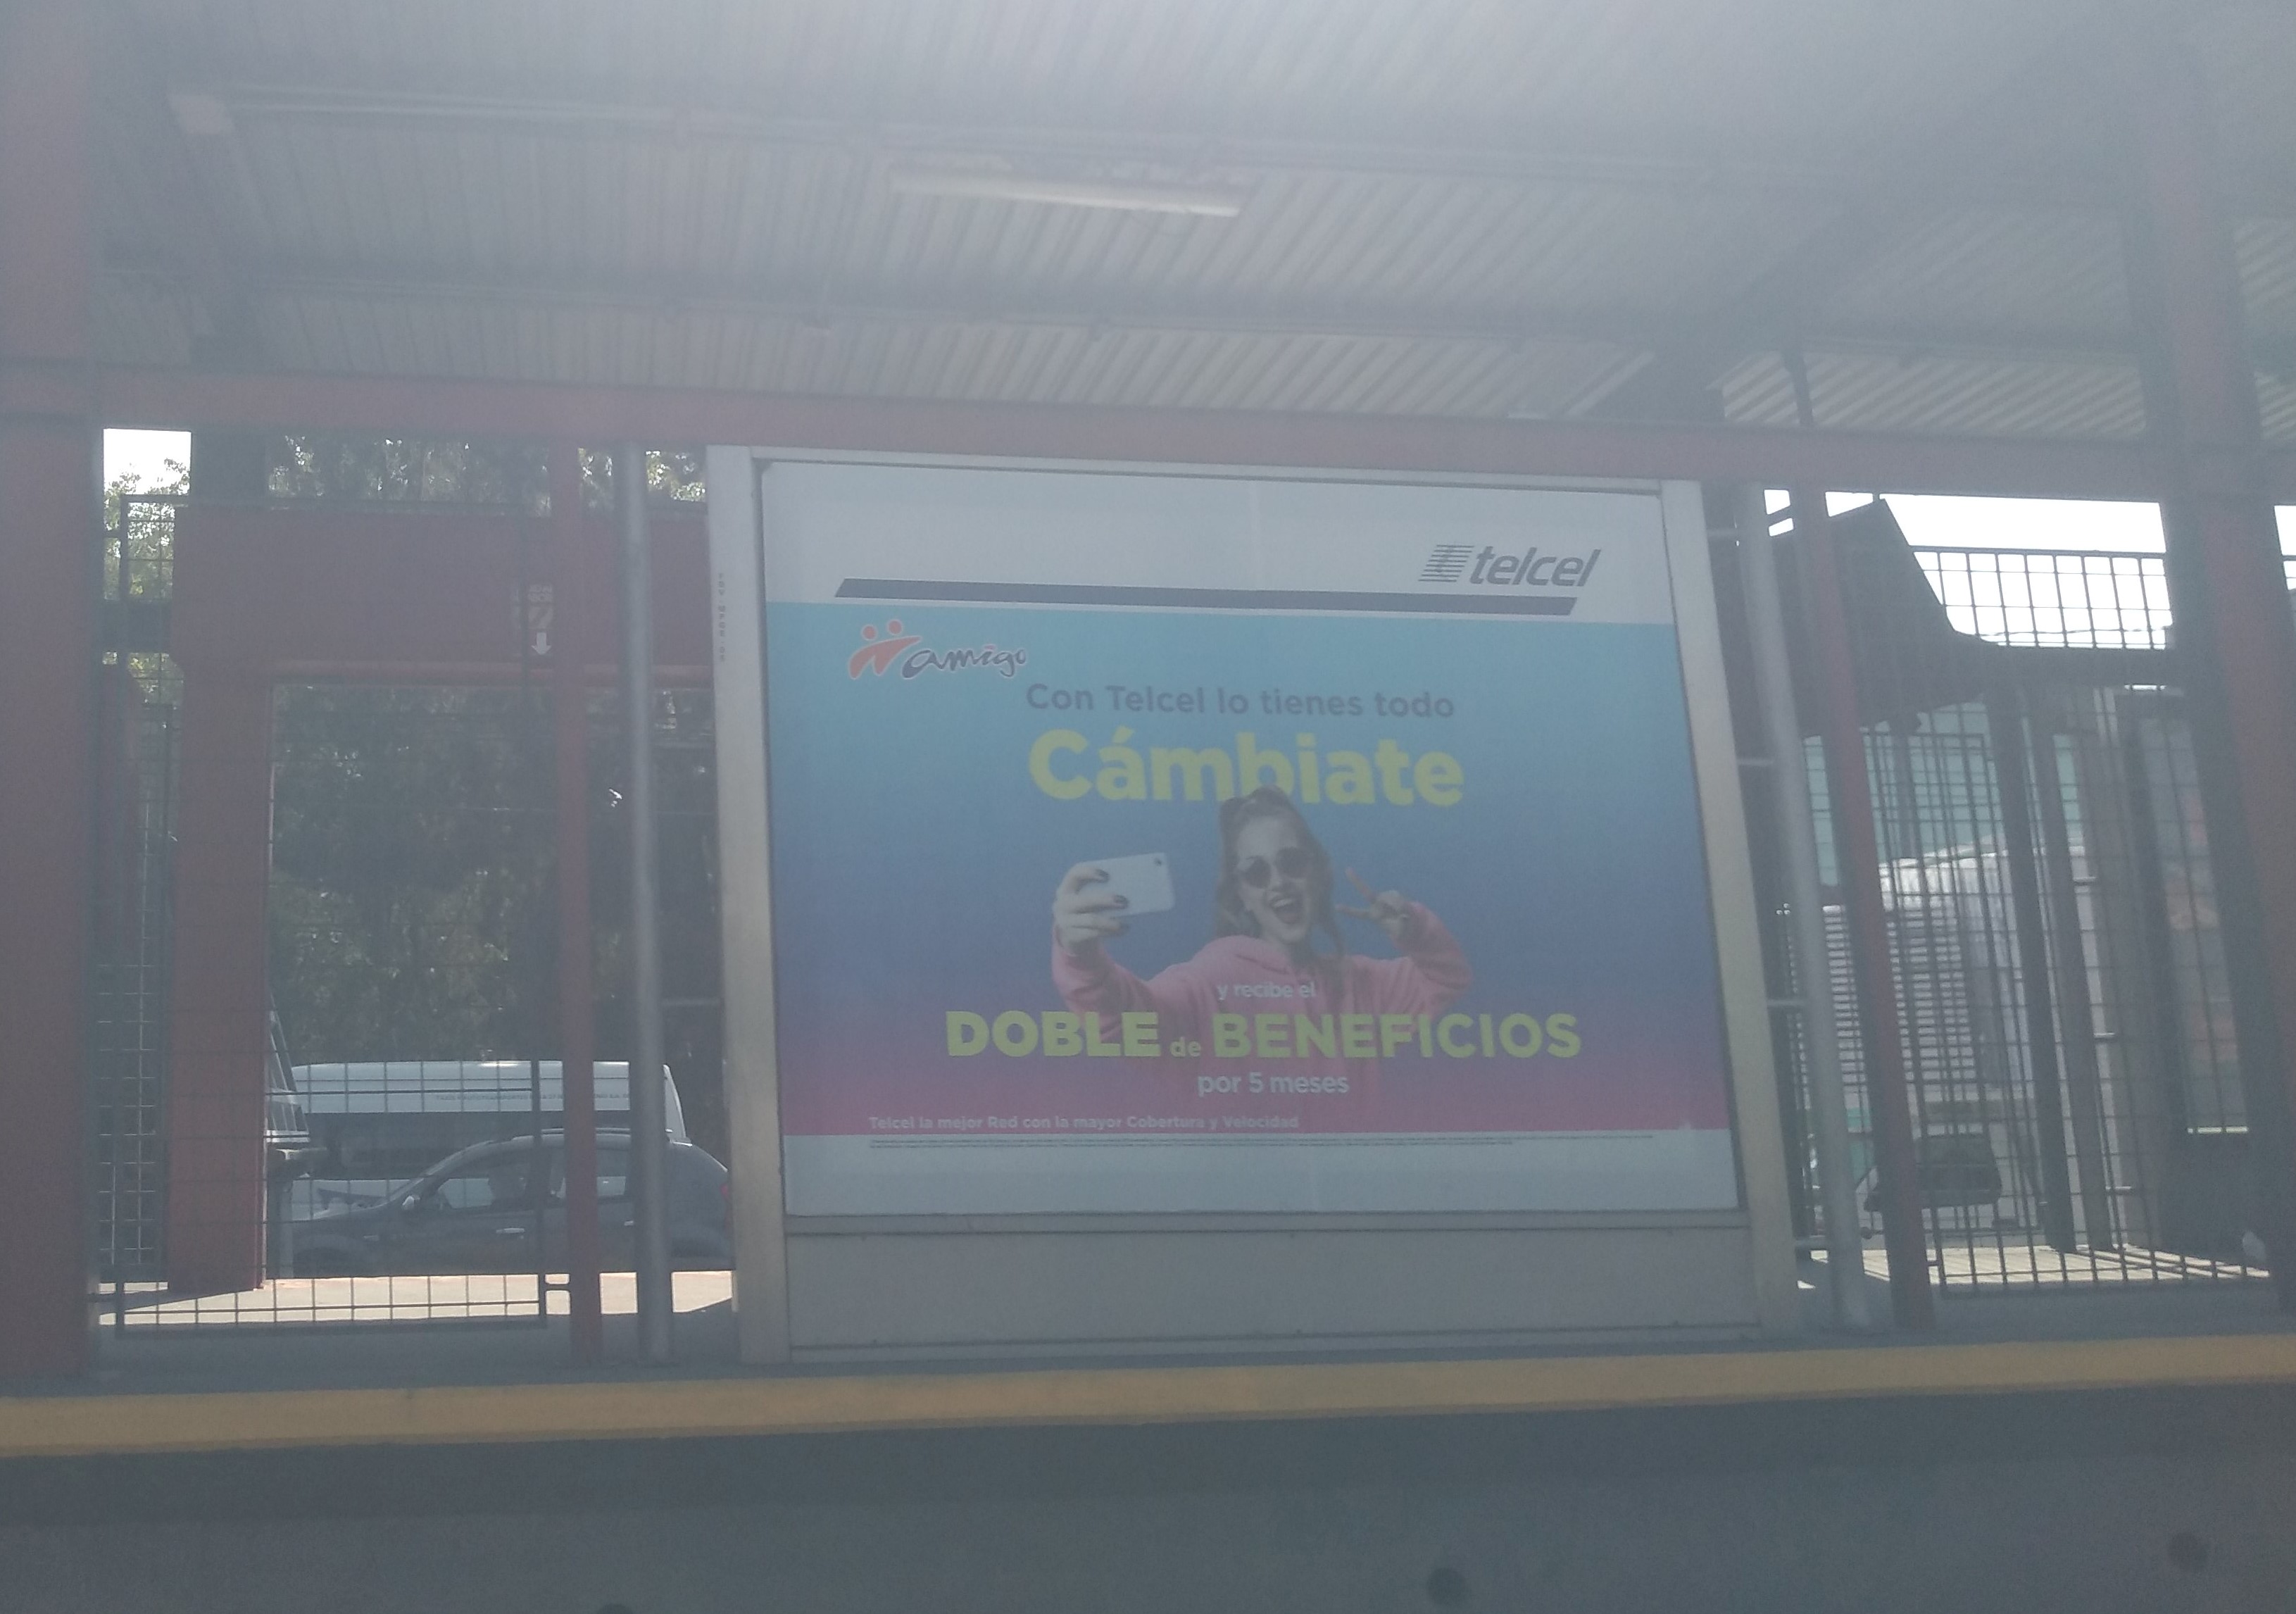 telcel
amigo
Con Telcel lo tienes todo
Cámbiate
y recibe el
DOBLE de BENEFICIOS
por 5 meses
Telcel la mejor Red con la mayor Cobertura y Velocidad